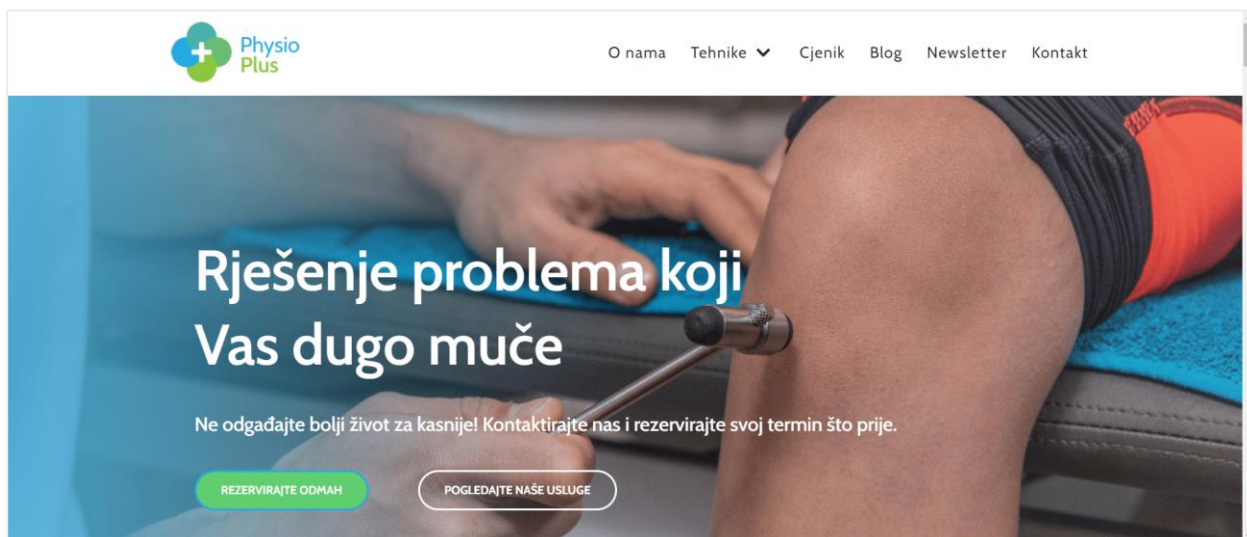 Physio
Plus
O nama Tehnike Cjenik Blog Newsletter Kontakt
Rješenje problema koji
Vas dugo muče
Ne odgađajte bolji život za kasnije! Kontaktirajte nas i rezervirajte svoj termin što prije.
REZERVIRAJTE ODMAH POGLEDAJTE NAŠE USLUGE